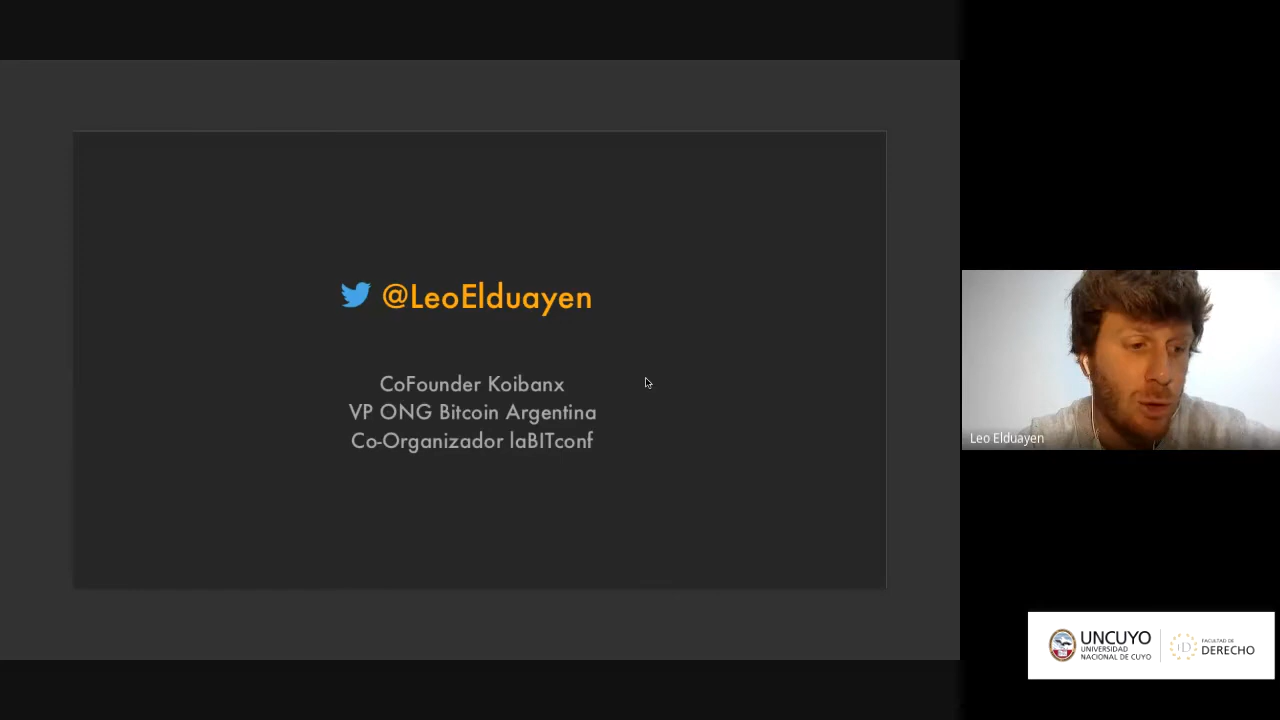 @LeoElduayen
CoFounder Koibanx
VP ONG Bitcoin Argentina
Co-Organizador laBITconf
Leo Elduayen
UNCUYO
UNIVERSIDAD
NACIONAL DE CUYO
FACULTAD DE
DERECHO